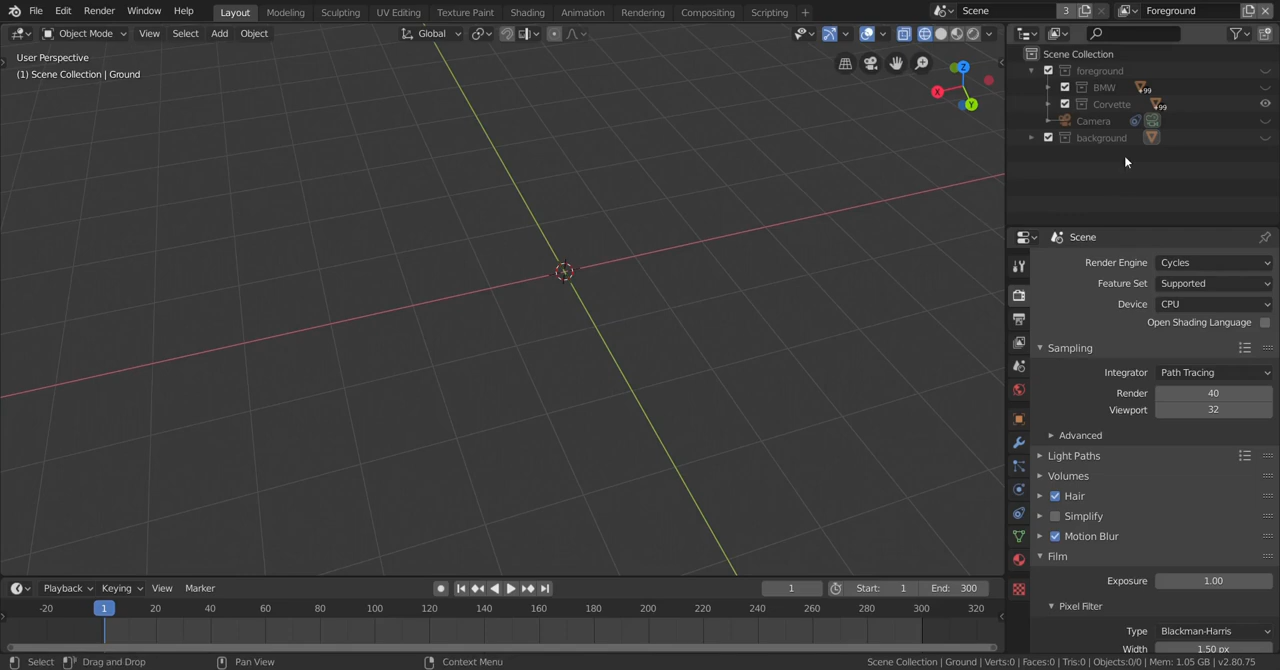 File Edit Render Window Help Layout Modeling Sculpting UV Editing Texture Paint Shading Animation Rendering Compositing Scripting + Scene 3 Foreground
Object Mode View Select Add Object Global
User Perspective
(1) Scene Collection | Ground
Z
X
Y
Scene Collection
foreground
BMW 99
Corvette 99
Camera
background
Scene
Render Engine Cycles
Feature Set Supported
Device CPU
Open Shading Language
Sampling
Integrator Path Tracing
Render 40
Viewport 32
Advanced
Light Paths
Volumes
Hair
Simplify
Motion Blur
Film
Exposure 1.00
Pixel Filter
Type Blackman-Harris
Width 1.50 px
Playback Keying View Marker 1 Start: 1 End: 300
-20 1 20 40 60 80 100 120 140 160 180 200 220 240 260 280 300 320
Select Drag and Drop Pan View Context Menu Scene Collection | Ground | Verts:0 | Faces:0 | Tris:0 | Objects:0/0 | Mem: 1.05 GB | v2.80.75